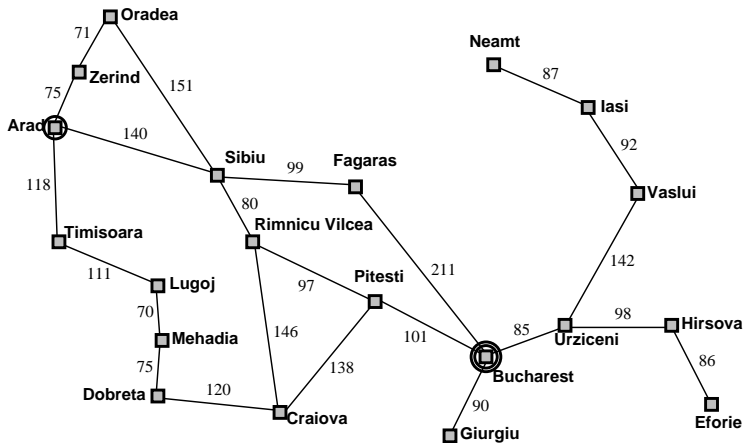 Oradea
71
Neamt
Zerind
87
151
75
Iasi
Arad
140
92
Sibiu
99
Fagaras
118
80
Vaslui
Rimnicu Vilcea
Timisoara
142
111
211
Lugoj
97
Pitesti
70
98
Hirsova
146
101
85
Mehadia
Urziceni
138
86
75
Bucharest
120
Dobreta
90
Craiova
Eforie
Giurgiu